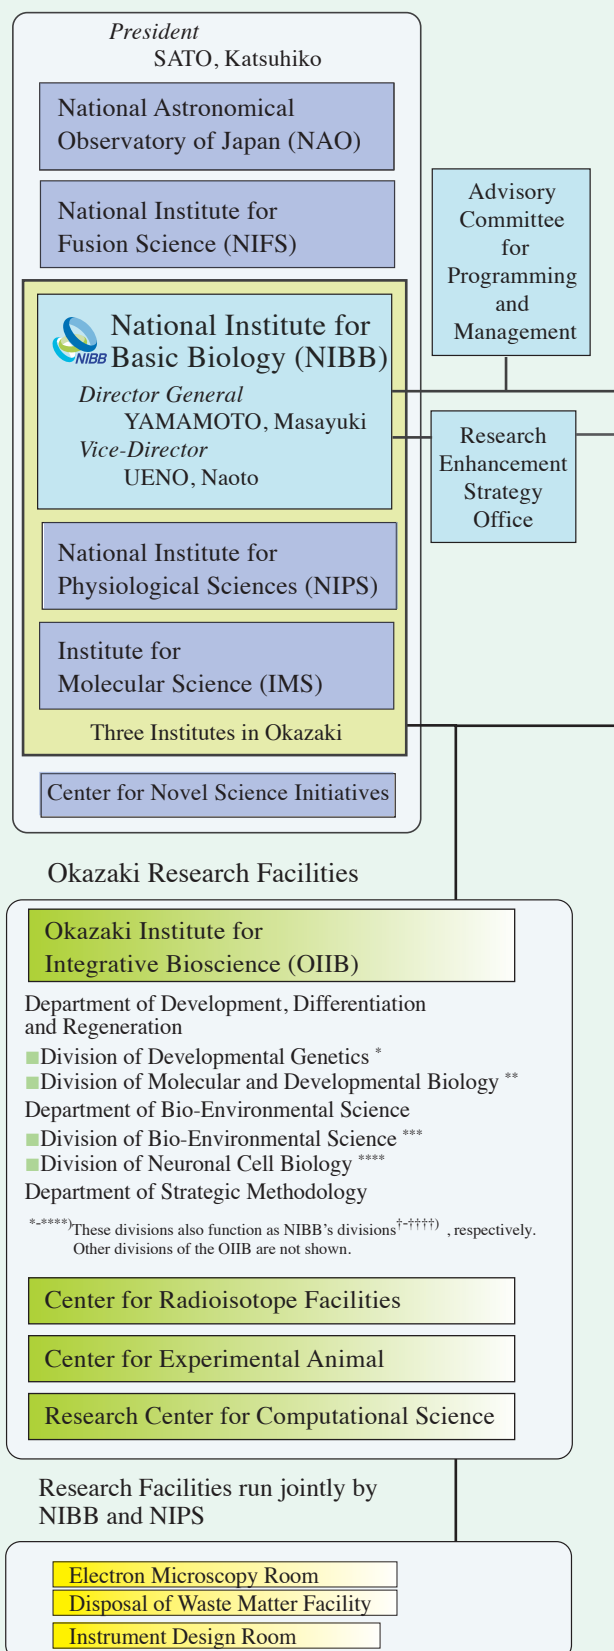 President
SATO, Katsuhiko
National Astronomical
Observatory of Japan (NAO)
National Institute for
Fusion Science (NIFS)
Advisory
Committee
for
Programming
and
Management
NIBB
National Institute for
Basic Biology (NIBB)
Director General
YAMAMOTO, Masayuki
Vice-Director
UENO, Naoto
Research
Enhancement
Strategy
Office
National Institute for
Physiological Sciences (NIPS)
Institute for
Molecular Science (IMS)
Three Institutes in Okazaki
Center for Novel Science Initiatives
Okazaki Research Facilities
Okazaki Institute for
Integrative Bioscience (OIIB)
Department of Development, Differentiation
and Regeneration
Division of Developmental Genetics *
Division of Molecular and Developmental Biology **
Department of Bio-Environmental Science
Division of Bio-Environmental Science ***
Division of Neuronal Cell Biology ****
Department of Strategic Methodology
*-****)These divisions also function as NIBB's divisions†-††††) , respectively.
Other divisions of the OIIB are not shown.
Center for Radioisotope Facilities
Center for Experimental Animal
Research Center for Computational Science
Research Facilities run jointly by
NIBB and NIPS
Electron Microscopy Room
Disposal of Waste Matter Facility
Instrument Design Room